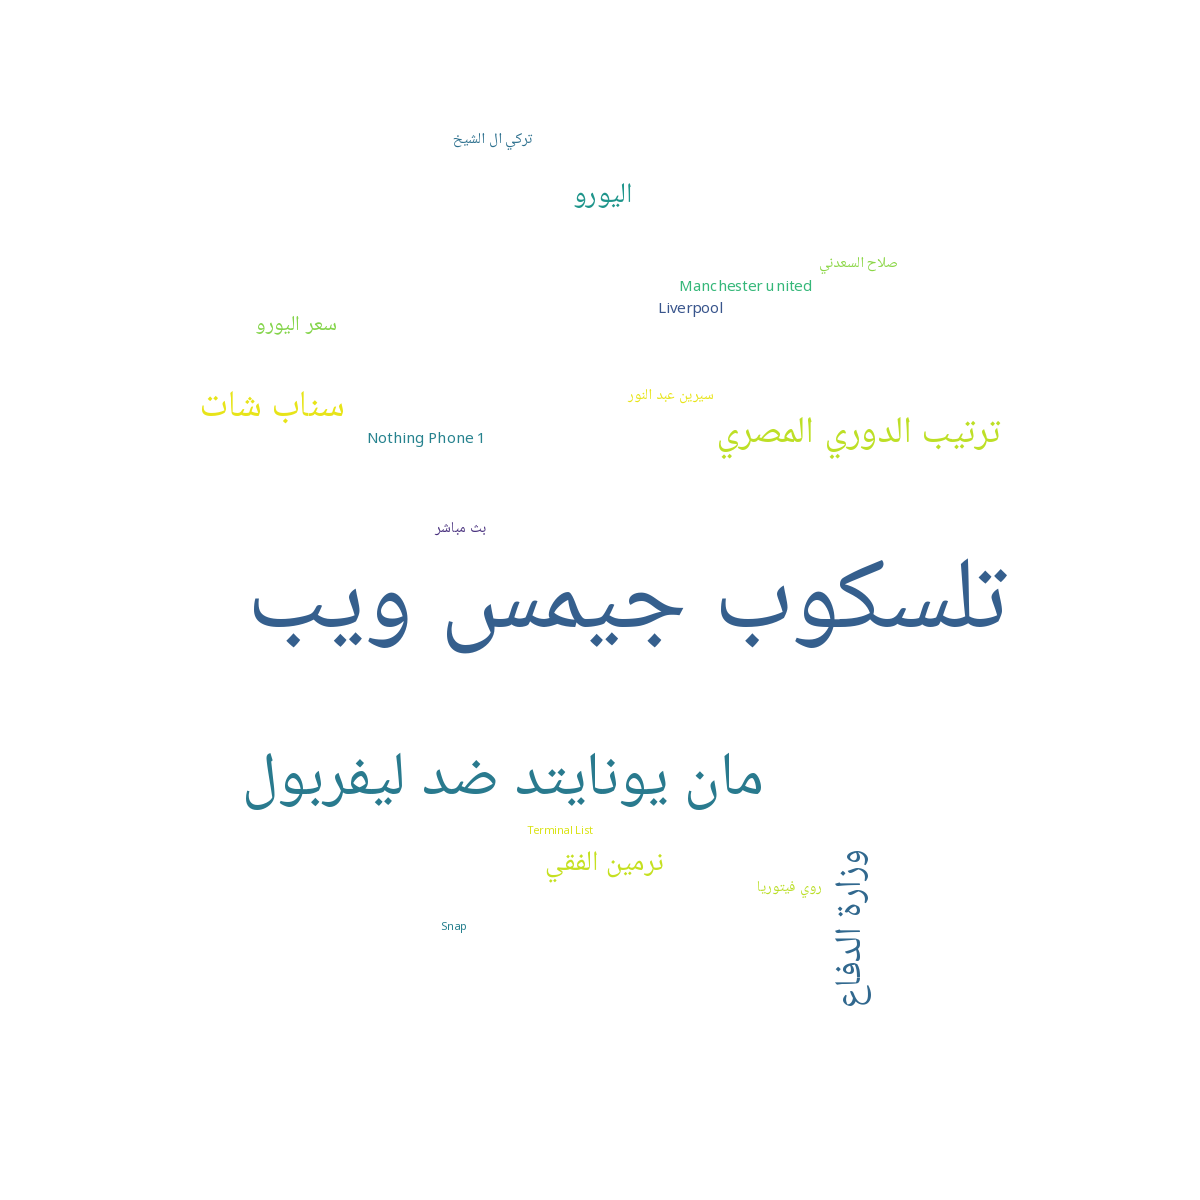 تركي ال الشيخ
اليورو
صلاح السعدني
Manchester united
Liverpool
سعر اليورو
سيرين عبد النور
سناب شات
ترتيب الدوري المصري
Nothing Phone 1
بث مباشر
تلسكوب جيمس ويب
مان يونايتد ضد ليفربول
Terminal List
نرمين الفقي
روي فيتوريا
وزارة الدفاع
Snap